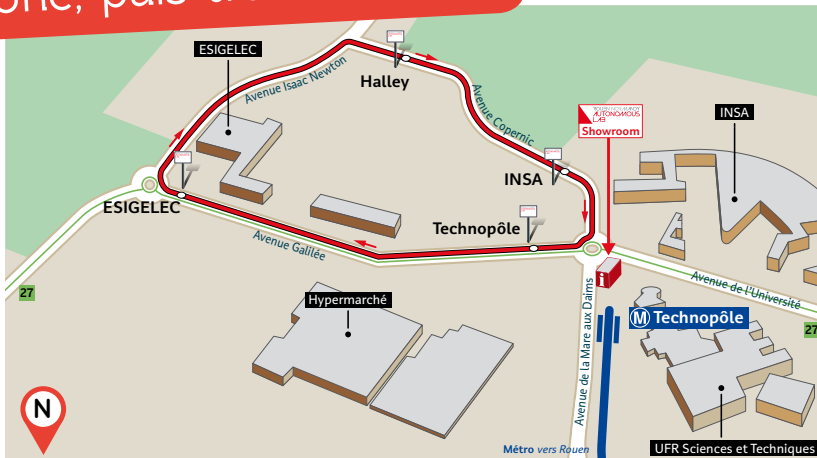 ESIGELEC
Avenue Isaac Newton
Halley
Avenue Copernic
AUTONOMOUS
LAB
Showroom
INSA
INSA
ESIGELEC
Technopôle
Avenue Galilée
27
Hypermarché
Avenue de la Mare aux Daims
i
Avenue de l'Université
M Technopôle
27
N
Métro vers Rouen
UFR Sciences et Techniques